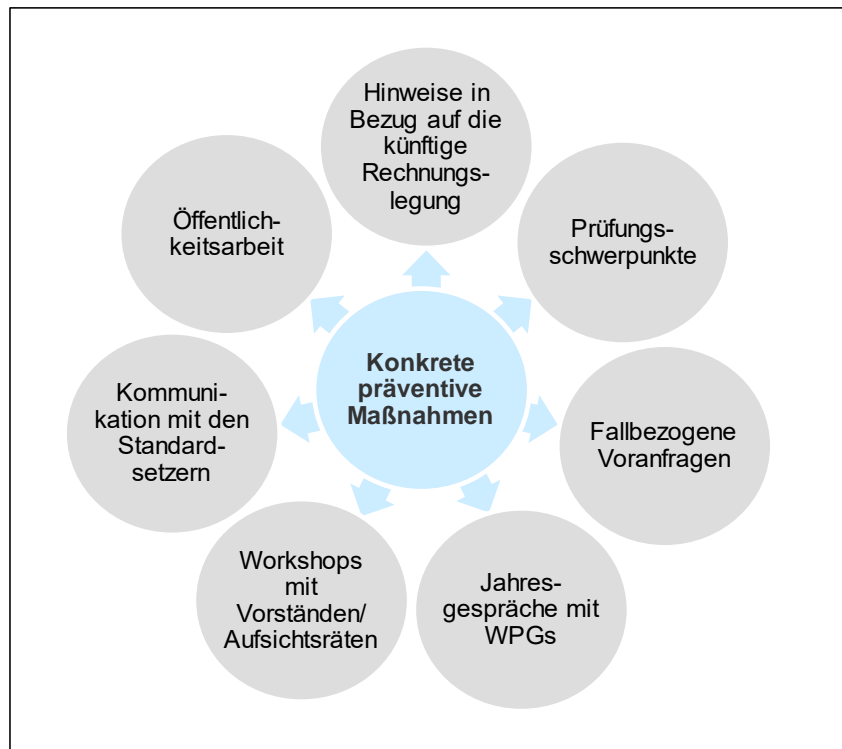 Hinweise in
Bezug auf die
künftige
Rechnungs-
legung
Prüfungs-
schwerpunkte
Fallbezogene
Voranfragen
Jahres-
gespräche mit
WPGs
Workshops
mit
Vorständen/
Aufsichtsräten
Kommuni-
kation mit den
Standard-
setzern
Öffentlich-
keitsarbeit
Konkrete
präventive
Maßnahmen